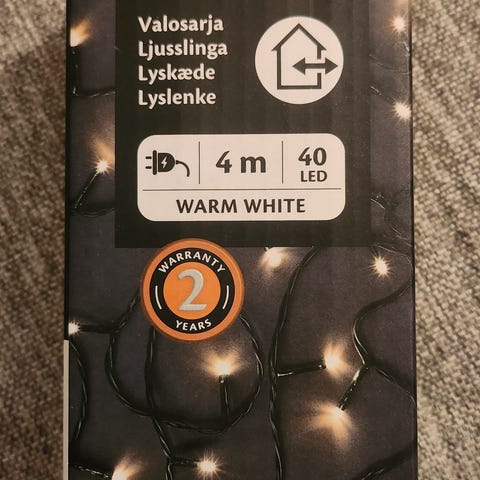 Valosarja
Ljusslinga
Lyskæde
Lyslenke
4 m
40
LED
WARM WHITE
WARRANTY
2
YEARS